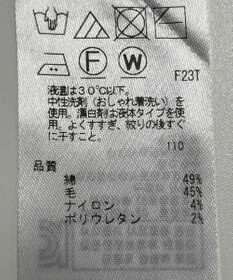 F
W
F23T
液温は30℃以下。
中性洗剤(おしゃれ着洗い)を
使用。漂白剤は液体タイプを使
用。よくすすぎ、絞りの後すぐ
に干すこと。
110
品質
綿 49%
毛 45%
ナイロン 4%
ポリウレタン 2%